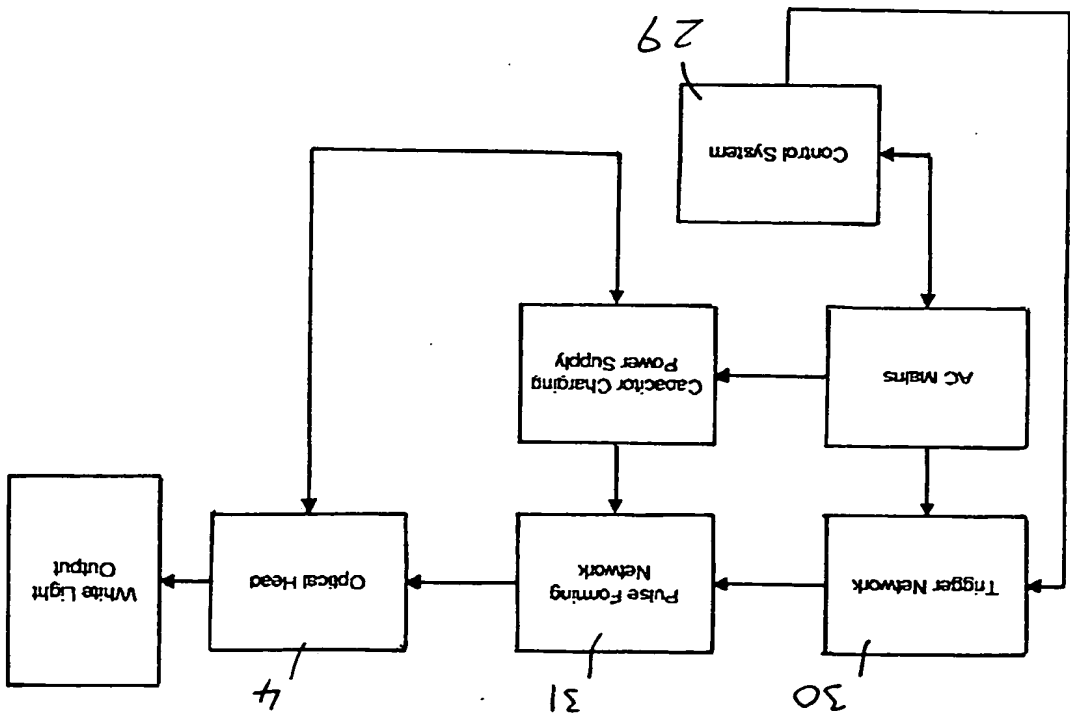 30
31
4
Trigger Network
Pulse Forming
Network
Optical Head
White Light
Output
AC Mains
Capacitor Charging
Power Supply
Control System
29